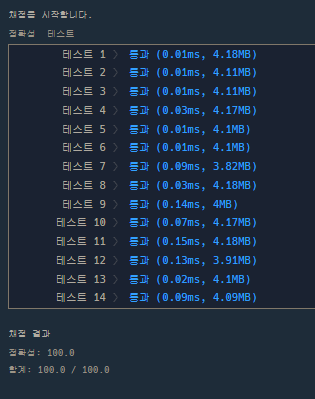 채점을 시작합니다.
정확성 테스트
테스트 1 〉 통과 (0.01ms, 4.18MB)
테스트 2 〉 통과 (0.01ms, 4.11MB)
테스트 3 〉 통과 (0.01ms, 4.11MB)
테스트 4 〉 통과 (0.03ms, 4.17MB)
테스트 5 〉 통과 (0.01ms, 4.1MB)
테스트 6 〉 통과 (0.01ms, 4.1MB)
테스트 7 〉 통과 (0.09ms, 3.82MB)
테스트 8 〉 통과 (0.03ms, 4.18MB)
테스트 9 〉 통과 (0.14ms, 4MB)
테스트 10 〉 통과 (0.07ms, 4.17MB)
테스트 11 〉 통과 (0.15ms, 4.18MB)
테스트 12 〉 통과 (0.13ms, 3.91MB)
테스트 13 〉 통과 (0.02ms, 4.1MB)
테스트 14 〉 통과 (0.09ms, 4.09MB)
채점 결과
정확성: 100.0
합계: 100.0 / 100.0